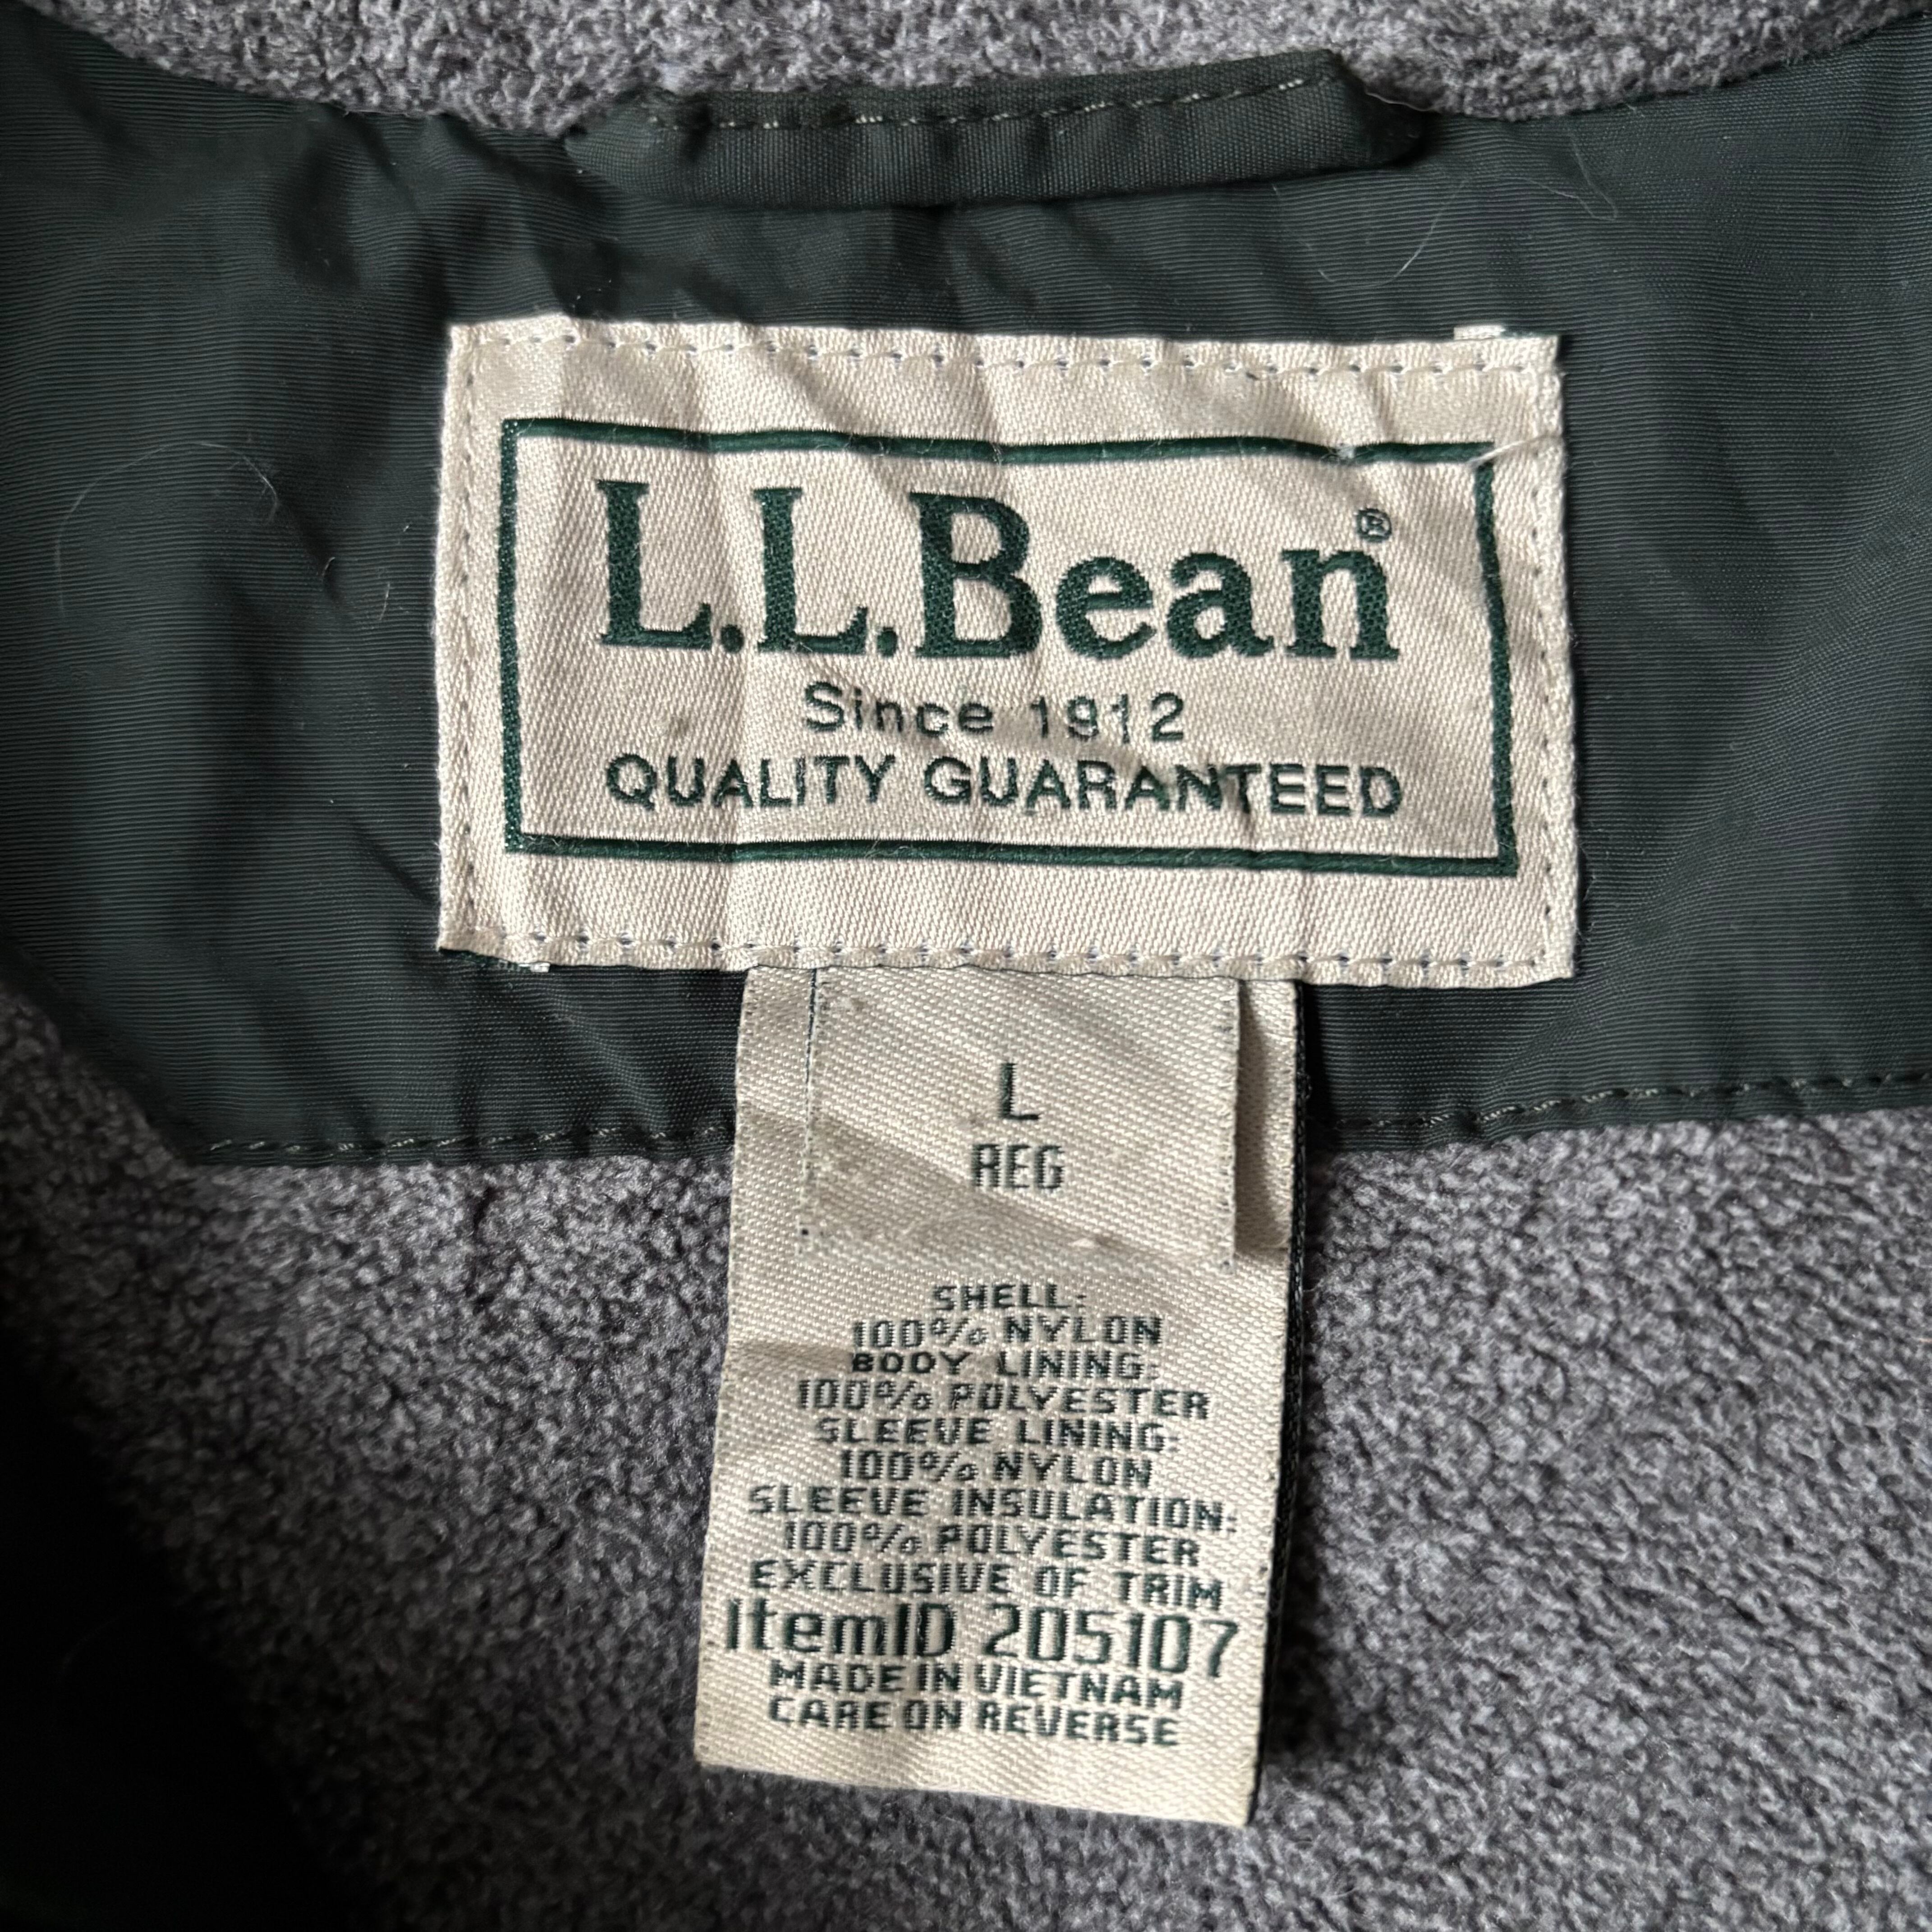 L.L.Bean®
Since 1912
QUALITY GUARANTEED
L
REG
SHELL:
100% NYLON
BODY LINING:
100% POLYESTER
SLEEVE LINING:
100% NYLON
SLEEVE INSULATION:
100% POLYESTER
EXCLUSIVE OF TRIM
ItemID 205107
MADE IN VIETNAM
CARE ON REVERSE